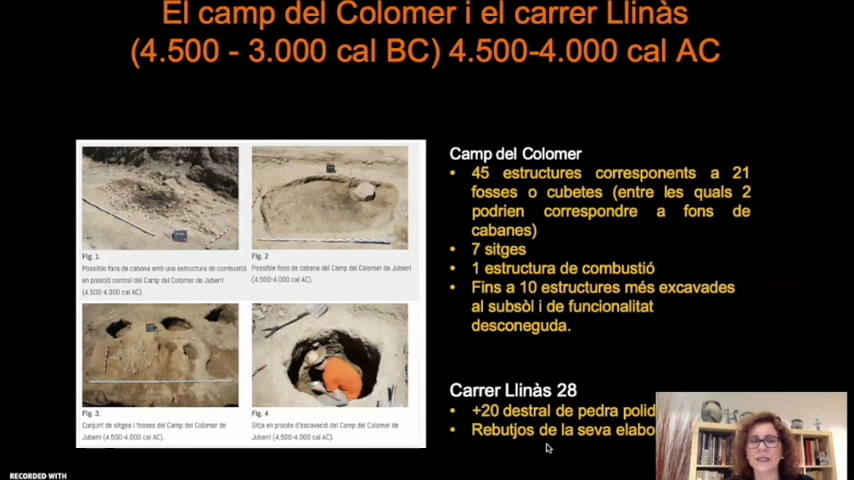 El camp del Colomer i el carrer Llinàs
(4.500 - 3.000 cal BC) 4.500-4.000 cal AC
Fig. 1.
Possible fons de cabana amb una estructura de combustió
en posició central del Camp del Colomer de Juberri
(4.500-4.000 cal AC).
Fig. 2
Possible fons de cabana del Camp del Colomer de Juberri
(4.500-4.000 cal AC).
Fig. 3.
Conjunt de sitges i fosses del Camp del Colomer de
Juberri (4.500-4.000 cal AC).
Fig. 4
Sitja en procés d'excavació del Camp del Colomer de
Juberri (4.500-4.000 cal AC).
Camp del Colomer
• 45 estructures corresponents a 21
fosses o cubetes (entre les quals 2
podrien correspondre a fons de
cabanes)
• 7 sitges
• 1 estructura de combustió
• Fins a 10 estructures més excavades
al subsòl i de funcionalitat
desconeguda.
Carrer Llinàs 28
• +20 destral de pedra polid
• Rebutjos de la seva elabo
RECORDED WITH